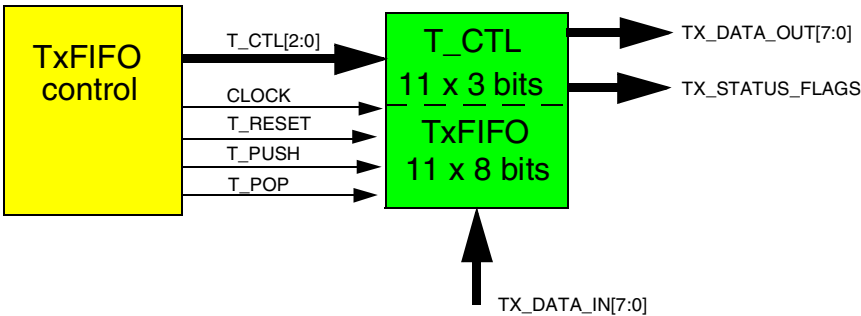 TxFIFO
control
T_CTL[2:0]
CLOCK
T_RESET
T_PUSH
T_POP
T_CTL
11 x 3 bits
TxFIFO
11 x 8 bits
TX_DATA_OUT[7:0]
TX_STATUS_FLAGS
TX_DATA_IN[7:0]